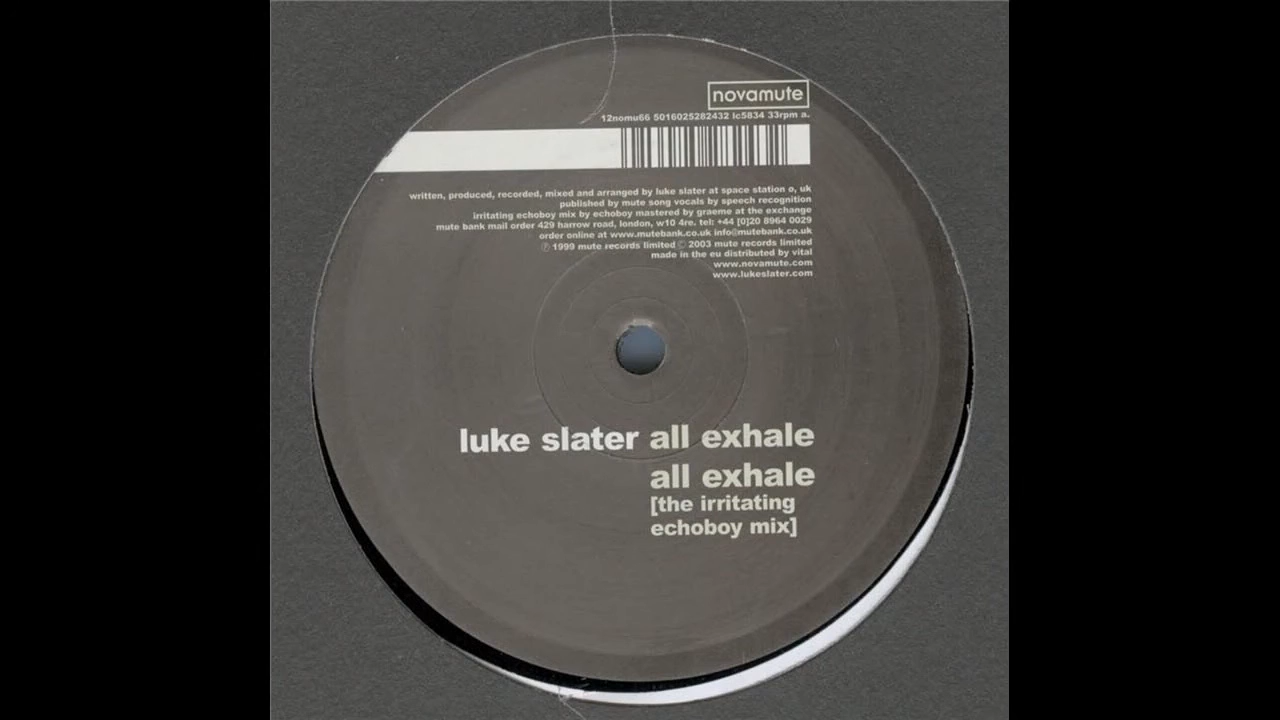 novamute
12nomu66 5016025282432 lc5834 33rpm a.
written, produced, recorded, mixed and arranged by luke slater at space station o, uk
published by mute song vocals by speech recognition
irritating echoboy mix by echoboy mastered by graeme at the exchange
mute bank mail order 429 harrow road, london, w10 4re. tel: +44 [0]20 8964 0029
order online at www.mutebank.co.uk info@mutebank.co.uk
℗ 1999 mute records limited © 2003 mute records limited
made in the eu distributed by vital
www.novamute.com
www.lukeslater.com
luke slater all exhale
all exhale
[the irritating
echoboy mix]